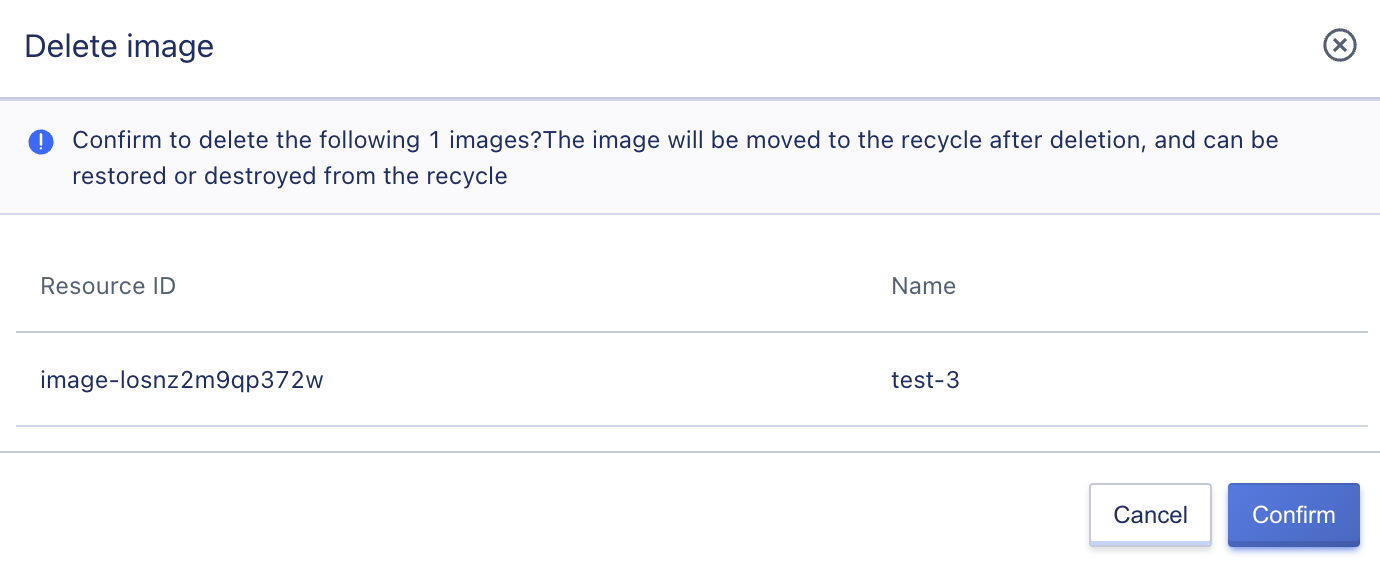 Delete image
Confirm to delete the following 1 images?The image will be moved to the recycle after deletion, and can be
restored or destroyed from the recycle
Resource ID Name
image-losnz2m9qp372w test-3
Cancel Confirm